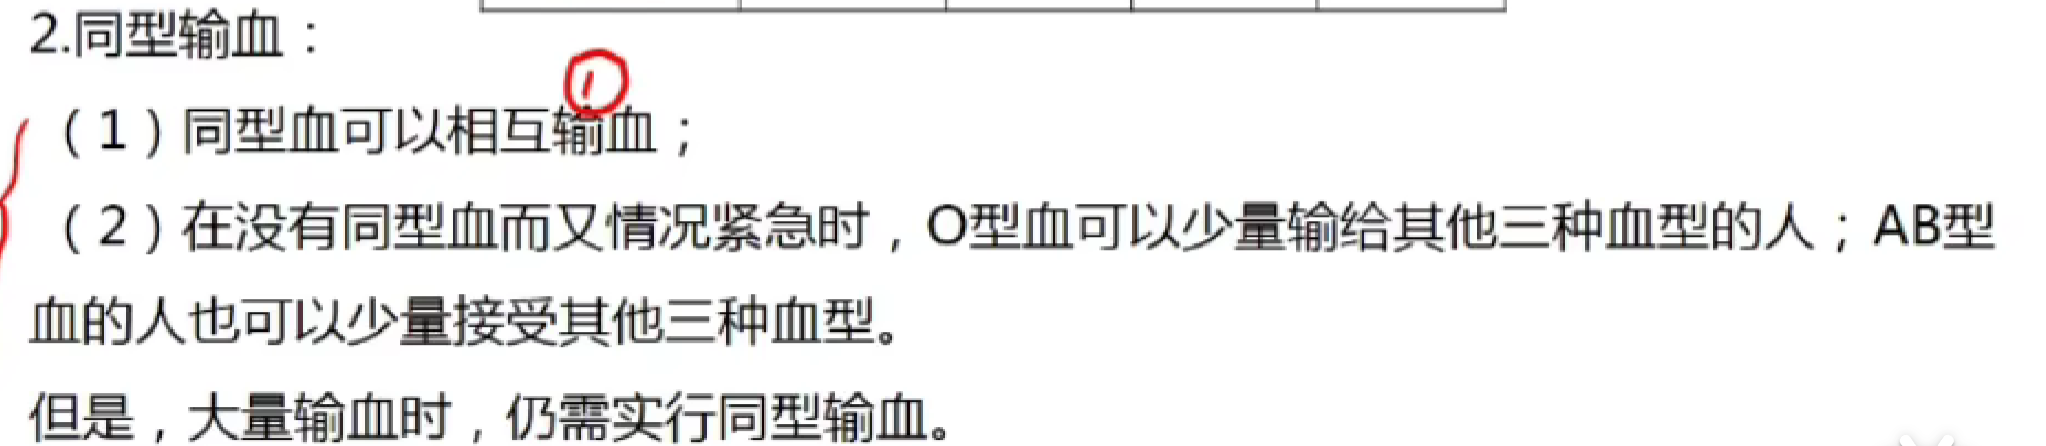 2.同型输血：
①
（1）同型血可以相互输血；
（2）在没有同型血而又情况紧急时，O型血可以少量输给其他三种血型的人；AB型
血的人也可以少量接受其他三种血型。
但是，大量输血时，仍需实行同型输血。